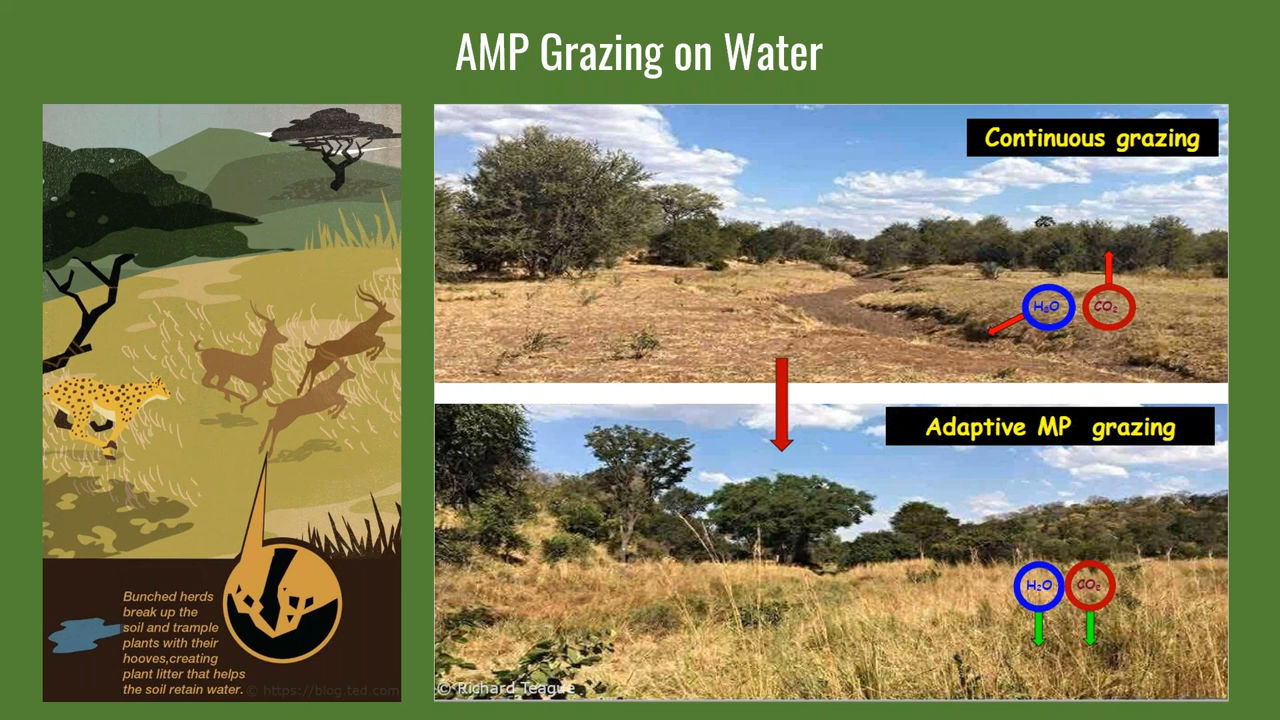 AMP Grazing on Water
Bunched herds
break up the
soil and trample
plants with their
hooves,creating
plant litter that helps
the soil retain water.
© https://blog.ted.com
Continuous grazing
H₂O
CO₂
Adaptive MP grazing
H₂O
CO₂
© Richard Teague